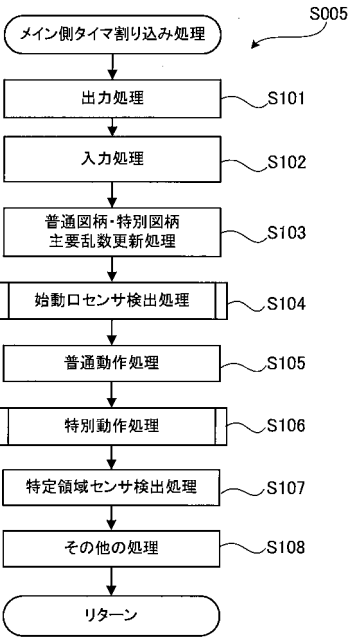 S005
メイン側タイマ割り込み処理
出力処理
S101
入力処理
S102
普通図柄・特別図柄
主要乱数更新処理
S103
始動口センサ検出処理
S104
普通動作処理
S105
特別動作処理
S106
特定領域センサ検出処理
S107
その他の処理
S108
リターン